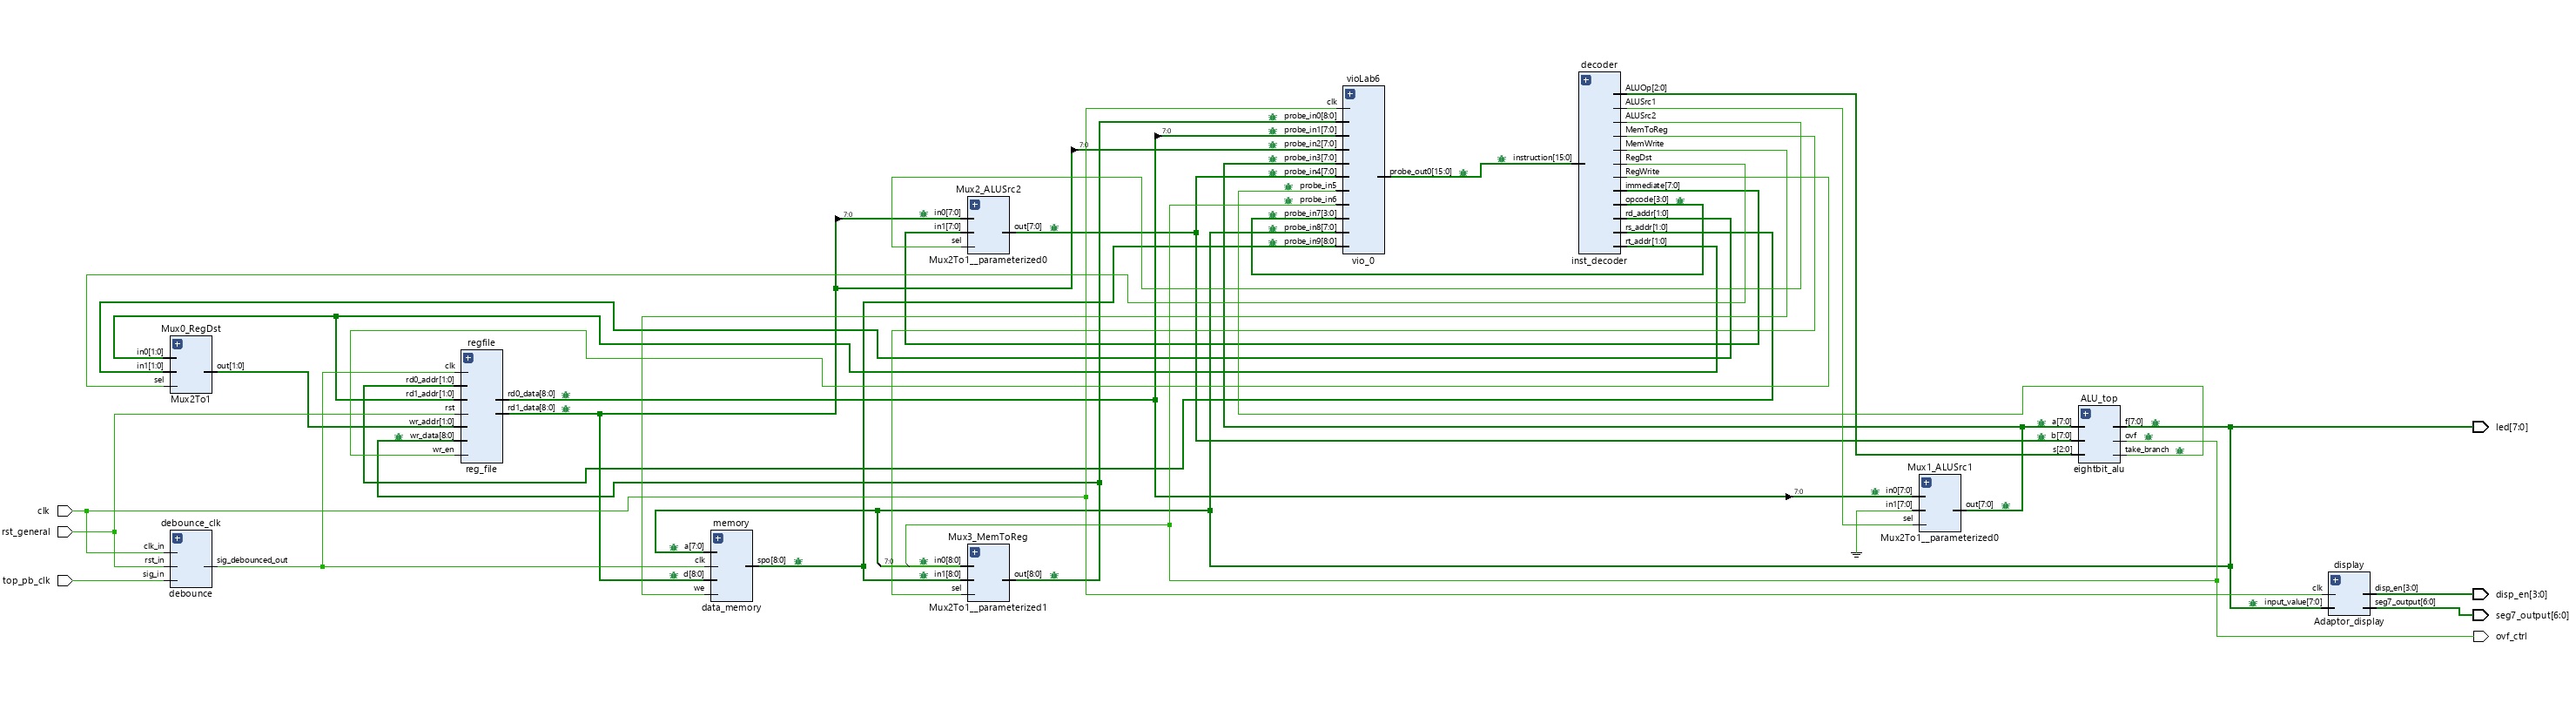 clk
rst_general
top_pb_clk
Mux0_RegDst
in0[1:0]
in1[1:0]
sel
out[1:0]
Mux2To1
debounce_clk
clk_in
rst_in
sig_in
sig_debounced_out
debounce
regfile
clk
rd0_addr[1:0]
rd1_addr[1:0]
rst
wr_addr[1:0]
wr_data[8:0]
wr_en
rd0_data[8:0]
rd1_data[8:0]
reg_file
memory
a[7:0]
clk
d[8:0]
we
spo[8:0]
data_memory
7:0
Mux2_ALUSrc2
in0[7:0]
in1[7:0]
sel
out[7:0]
Mux2To1__parameterized0
7:0
Mux3_MemToReg
in0[8:0]
in1[8:0]
sel
out[8:0]
Mux2To1__parameterized1
7:0
7:0
vioLab6
clk
probe_in0[8:0]
probe_in1[7:0]
probe_in2[7:0]
probe_in3[7:0]
probe_in4[7:0]
probe_in5
probe_in6
probe_in7[3:0]
probe_in8[7:0]
probe_in9[8:0]
probe_out0[15:0]
vio_0
decoder
instruction[15:0]
ALUOp[2:0]
ALUSrc1
ALUSrc2
MemToReg
MemWrite
RegDst
RegWrite
immediate[7:0]
opcode[3:0]
rd_addr[1:0]
rs_addr[1:0]
rt_addr[1:0]
inst_decoder
7:0
Mux1_ALUSrc1
in0[7:0]
in1[7:0]
sel
out[7:0]
Mux2To1__parameterized0
ALU_top
a[7:0]
b[7:0]
s[2:0]
f[7:0]
ovf
take_branch
eightbit_alu
display
clk
input_value[7:0]
disp_en[3:0]
seg7_output[6:0]
Adaptor_display
led[7:0]
disp_en[3:0]
seg7_output[6:0]
ovf_ctrl